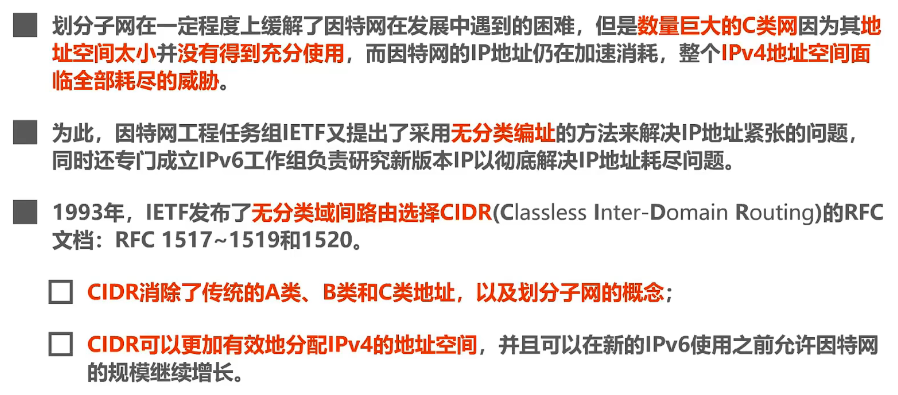 划分子网在一定程度上缓解了因特网在发展中遇到的困难，但是数量巨大的C类网因为其地
址空间太小并没有得到充分使用，而因特网的IP地址仍在加速消耗，整个IPv4地址空间面
临全部耗尽的威胁。
为此，因特网工程任务组IETF又提出了采用无分类编址的方法来解决IP地址紧张的问题，
同时还专门成立IPv6工作组负责研究新版本IP以彻底解决IP地址耗尽问题。
1993年，IETF发布了无分类域间路由选择CIDR(Classless Inter-Domain Routing)的RFC
文档：RFC 1517~1519和1520。
CIDR消除了传统的A类、B类和C类地址，以及划分子网的概念；
CIDR可以更加有效地分配IPv4的地址空间，并且可以在新的IPv6使用之前允许因特网
的规模继续增长。